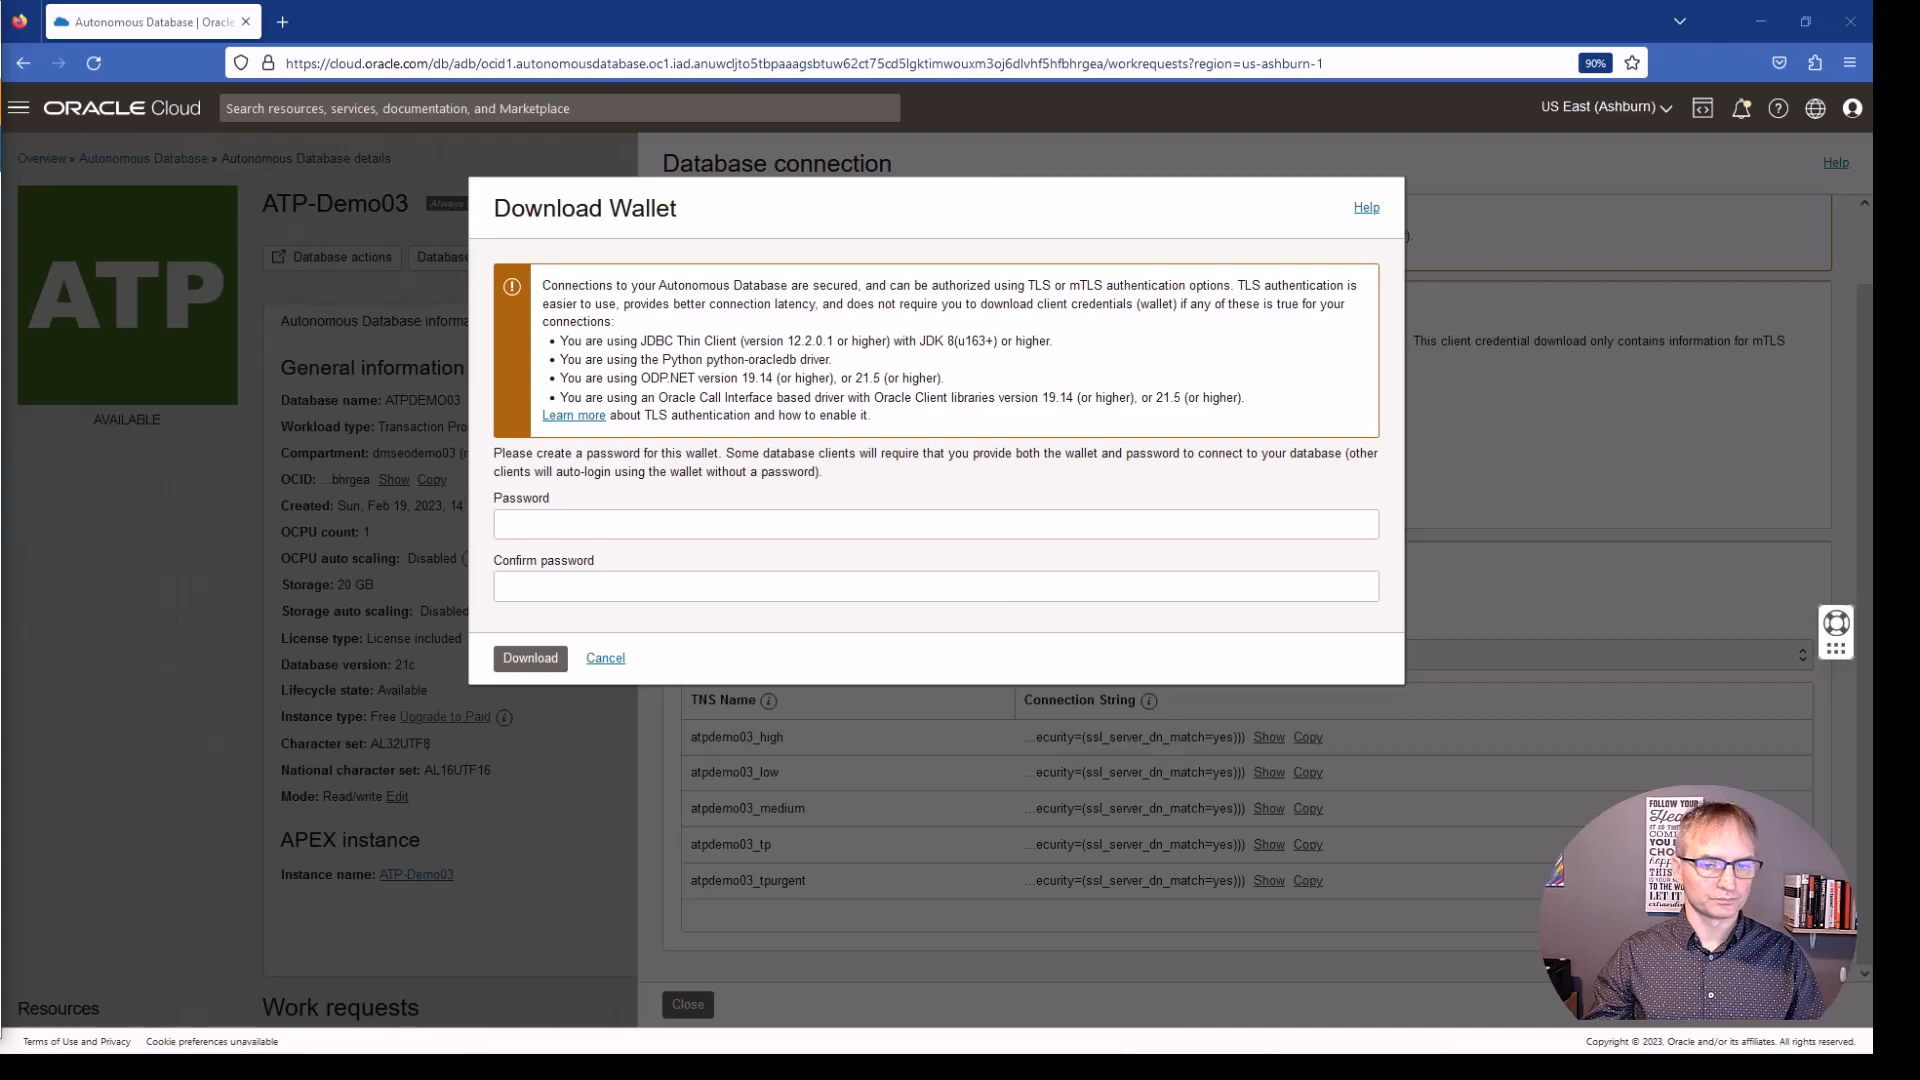 Autonomous Database | Oracle
https://cloud.oracle.com/db/adb/ocid1.autonomousdatabase.oc1.iad.anuwcljto5tbpaaagsbtuw62ct75cd5lgktimwouxm3oj6dlvhf5hfbhrgea/workrequests?region=us-ashburn-1
90%
ORACLE Cloud
Search resources, services, documentation, and Marketplace
US East (Ashburn)
Overview » Autonomous Database » Autonomous Database details
Database connection
Help
ATP
AVAILABLE
ATP-Demo03
Always
Database actions
Database
Autonomous Database informa
General information
Database name: ATPDEMO03
Workload type: Transaction Pro
Compartment: dmseodemo03 (r
OCID: ...bhrgea Show Copy
Created: Sun, Feb 19, 2023, 14:
OCPU count: 1
OCPU auto scaling: Disabled
Storage: 20 GB
Storage auto scaling: Disabled
License type: License included
Database version: 21c
Lifecycle state: Available
Instance type: Free Upgrade to Paid
Character set: AL32UTF8
National character set: AL16UTF16
Mode: Read/write Edit
APEX instance
Instance name: ATP-Demo03
Resources
Work requests
Download Wallet
Help
Connections to your Autonomous Database are secured, and can be authorized using TLS or mTLS authentication options. TLS authentication is
easier to use, provides better connection latency, and does not require you to download client credentials (wallet) if any of these is true for your
connections:
• You are using JDBC Thin Client (version 12.2.0.1 or higher) with JDK 8(u163+) or higher.
• You are using the Python python-oracledb driver.
• You are using ODP.NET version 19.14 (or higher), or 21.5 (or higher).
• You are using an Oracle Call Interface based driver with Oracle Client libraries version 19.14 (or higher), or 21.5 (or higher).
Learn more about TLS authentication and how to enable it.
Please create a password for this wallet. Some database clients will require that you provide both the wallet and password to connect to your database (other
clients will auto-login using the wallet without a password).
Password
Confirm password
Download
Cancel
).
. This client credential download only contains information for mTLS
TNS Name
Connection String
atpdemo03_high
...ecurity=(ssl_server_dn_match=yes))) Show Copy
atpdemo03_low
...ecurity=(ssl_server_dn_match=yes))) Show Copy
atpdemo03_medium
...ecurity=(ssl_server_dn_match=yes))) Show Copy
atpdemo03_tp
...ecurity=(ssl_server_dn_match=yes))) Show Copy
atpdemo03_tpurgent
...ecurity=(ssl_server_dn_match=yes))) Show Copy
Close
FOLLOW YOUR
Heart
Terms of Use and Privacy
Cookie preferences unavailable
Copyright © 2023, Oracle and/or its affiliates. All rights reserved.